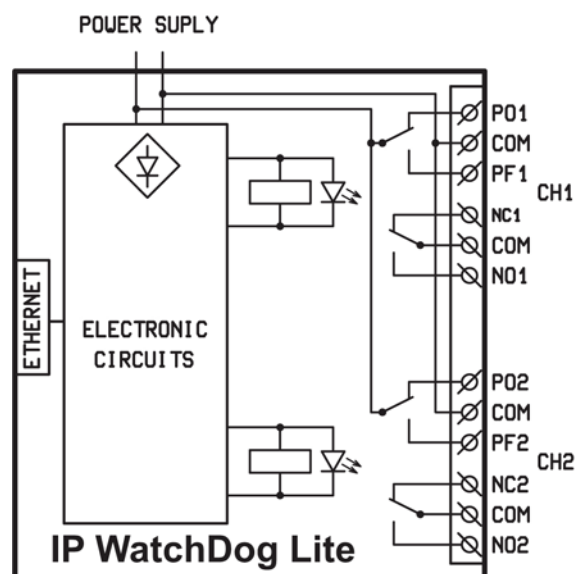 POWER SUPLY
PO1
COM
PF1
CH1
NC1
COM
NO1
ETHERNET
ELECTRONIC
CIRCUITS
PO2
COM
PF2
CH2
NC2
COM
NO2
IP WatchDog Lite